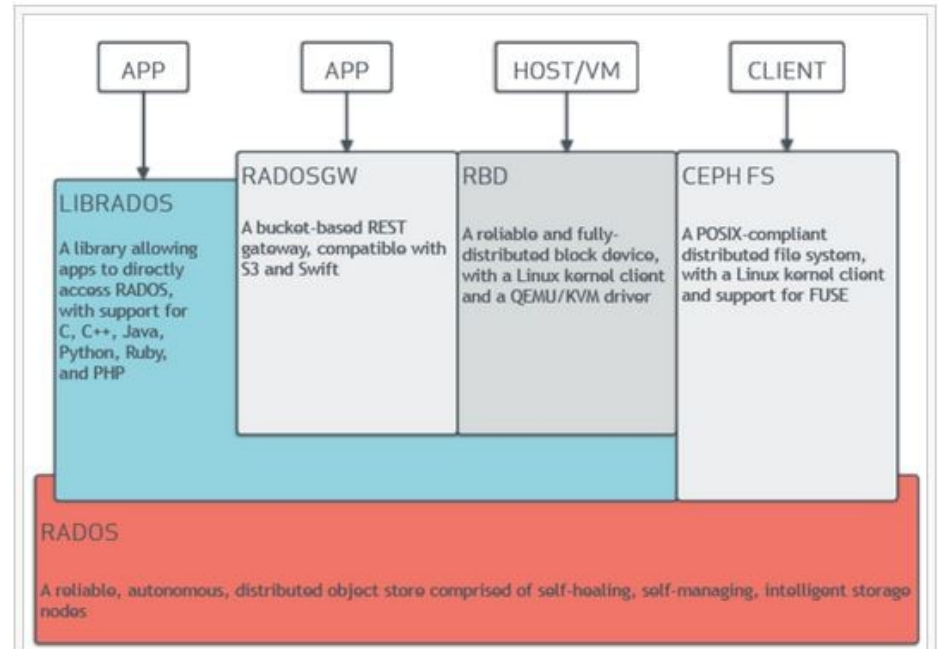 APP
APP
HOST/VM
CLIENT
LIBRADOS
A library allowing
apps to directly
access RADOS,
with support for
C, C++, Java,
Python, Ruby,
and PHP
RADOSGW
A bucket-based REST
gateway, compatible with
S3 and Swift
RBD
A reliable and fully-
distributed block device,
with a Linux kernel client
and a QEMU/KVM driver
CEPH FS
A POSIX-compliant
distributed file system,
with a Linux kernel client
and support for FUSE
RADOS
A reliable, autonomous, distributed object store comprised of self-healing, self-managing, intelligent storage
nodes